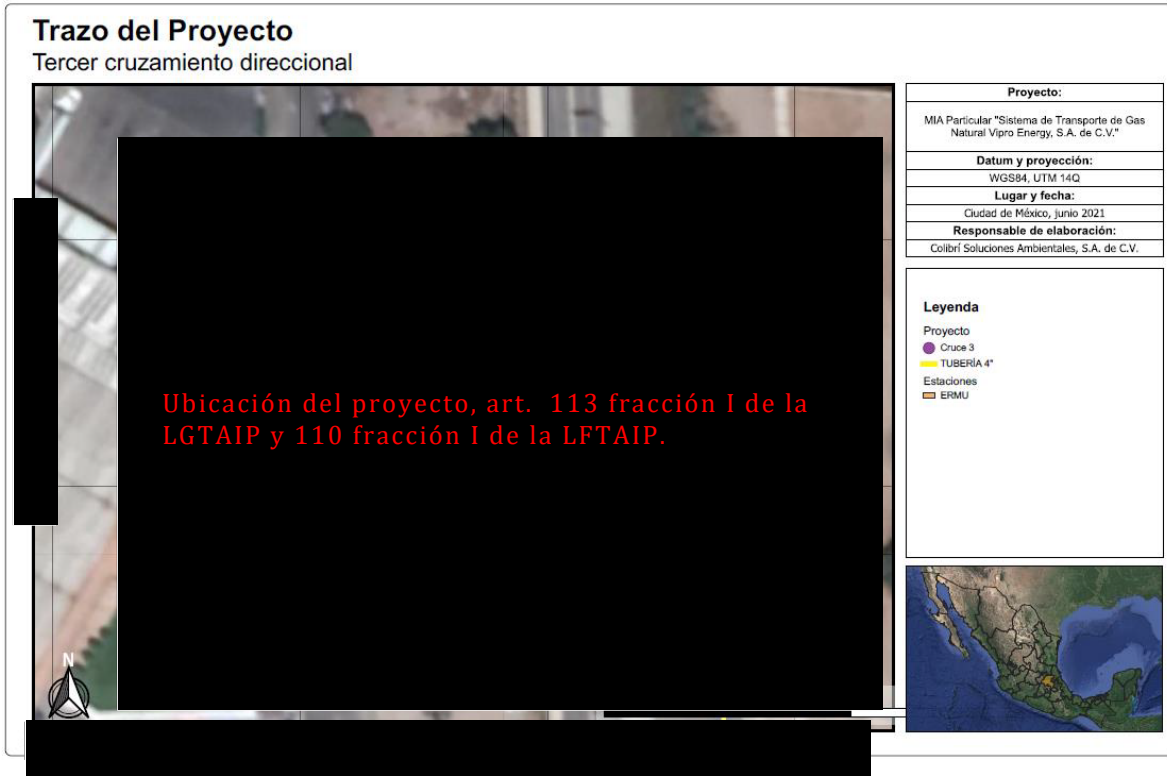 Trazo del Proyecto
Tercer cruzamiento direccional
Ubicación del proyecto, art. 113 fracción I de la
LGTAIP y 110 fracción I de la LFTAIP.
N
Proyecto:
MIA Particular "Sistema de Transporte de Gas
Natural Vipro Energy, S.A. de C.V."
Datum y proyección:
WGS84, UTM 14Q
Lugar y fecha:
Ciudad de México, junio 2021
Responsable de elaboración:
Colibrí Soluciones Ambientales, S.A. de C.V.
Leyenda
Proyecto
Cruce 3
TUBERÍA 4"
Estaciones
ERMU